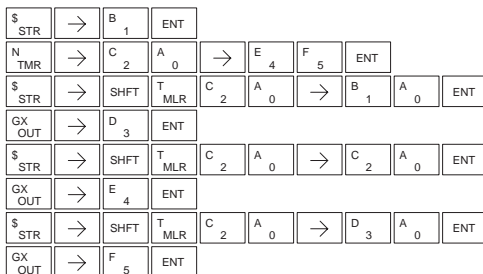 $ STR → B 1 ENT
N TMR → C 2 A 0 → E 4 F 5 ENT
$ STR → SHFT T MLR C 2 A 0 → B 1 A 0 ENT
GX OUT → D 3 ENT
$ STR → SHFT T MLR C 2 A 0 → C 2 A 0 ENT
GX OUT → E 4 ENT
$ STR → SHFT T MLR C 2 A 0 → D 3 A 0 ENT
GX OUT → F 5 ENT